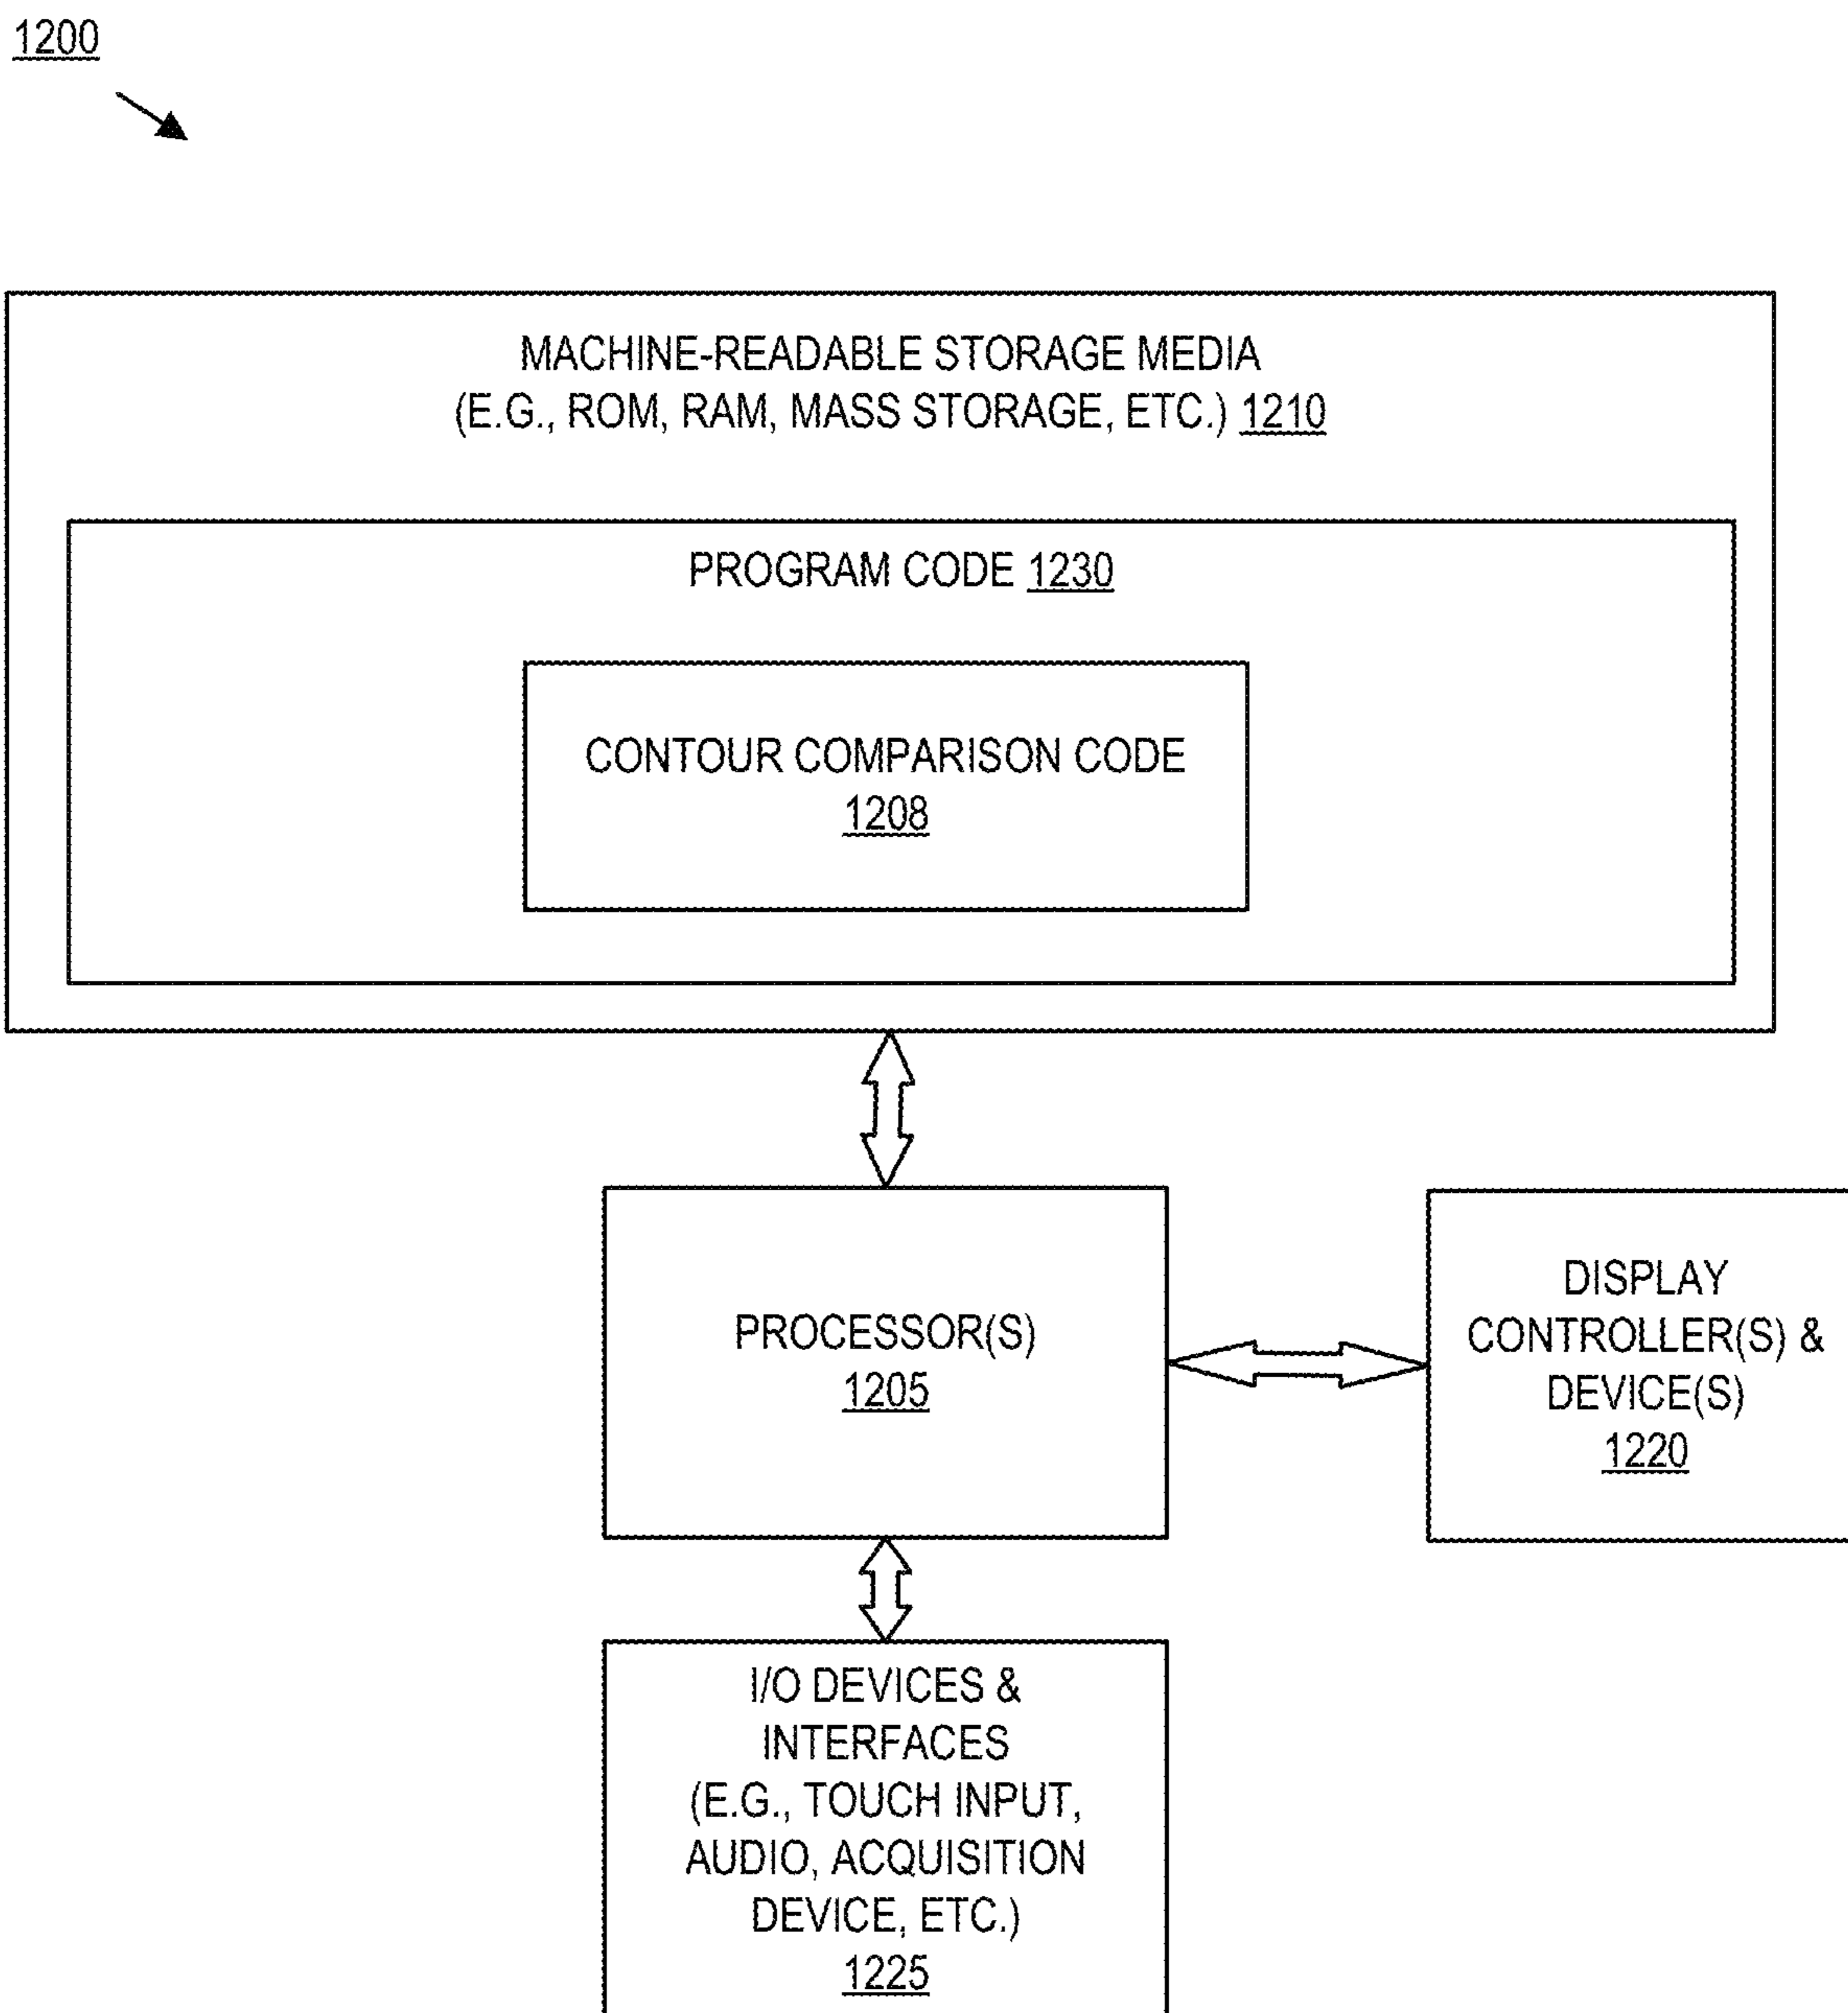 1200
MACHINE-READABLE STORAGE MEDIA
(E.G., ROM, RAM, MASS STORAGE, ETC.) 1210
PROGRAM CODE 1230
CONTOUR COMPARISON CODE
1208
PROCESSOR(S)
1205
DISPLAY
CONTROLLER(S) &
DEVICE(S)
1220
I/O DEVICES &
INTERFACES
(E.G., TOUCH INPUT,
AUDIO, ACQUISITION
DEVICE, ETC.)
1225